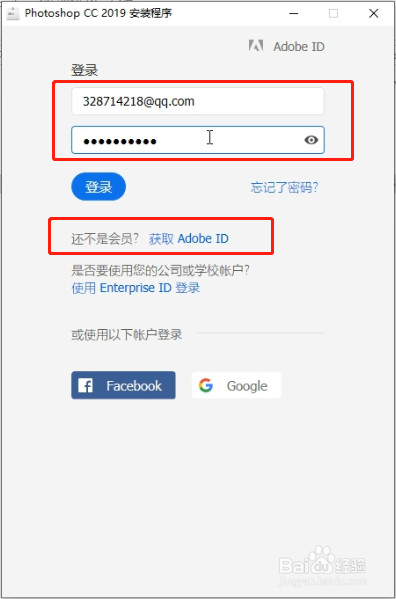 Photoshop CC 2019 安装程序
Adobe ID
登录
328714218@qq.com
●●●●●●●●●●
登录 忘记了密码?
还不是会员? 获取 Adobe ID
是否要使用您的公司或学校帐户?
使用 Enterprise ID 登录
或使用以下帐户登录
Facebook Google
Baidu 经验
jingyan.baidu.com